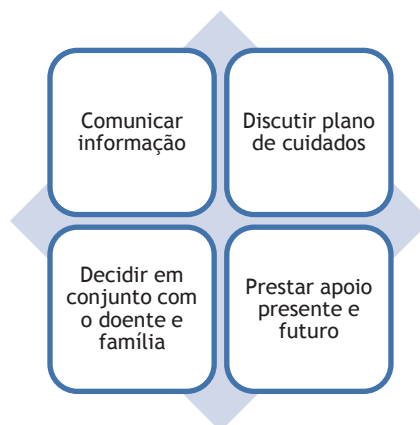 Comunicar
informação
Discutir plano
de cuidados
Decidir em
conjunto com
o doente e
família
Prestar apoio
presente e
futuro